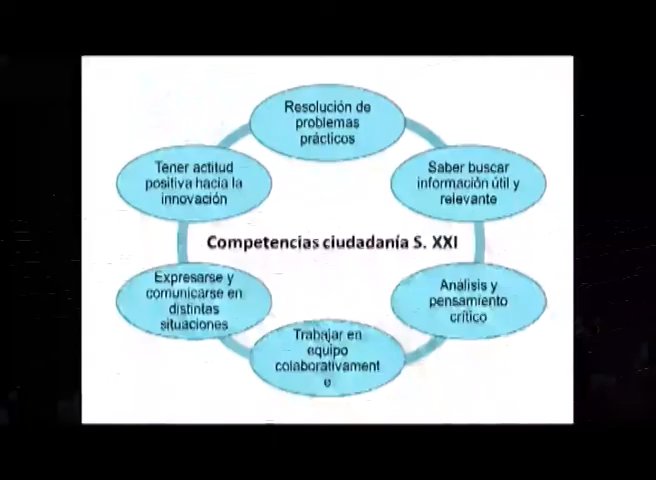 Resolución de
problemas
prácticos
Tener actitud
positiva hacia la
innovación
Saber buscar
información útil y
relevante
Competencias ciudadanía S. XXI
Expresarse y
comunicarse en
distintas
situaciones
Análisis y
pensamiento
crítico
Trabajar en
equipo
colaborativament
e